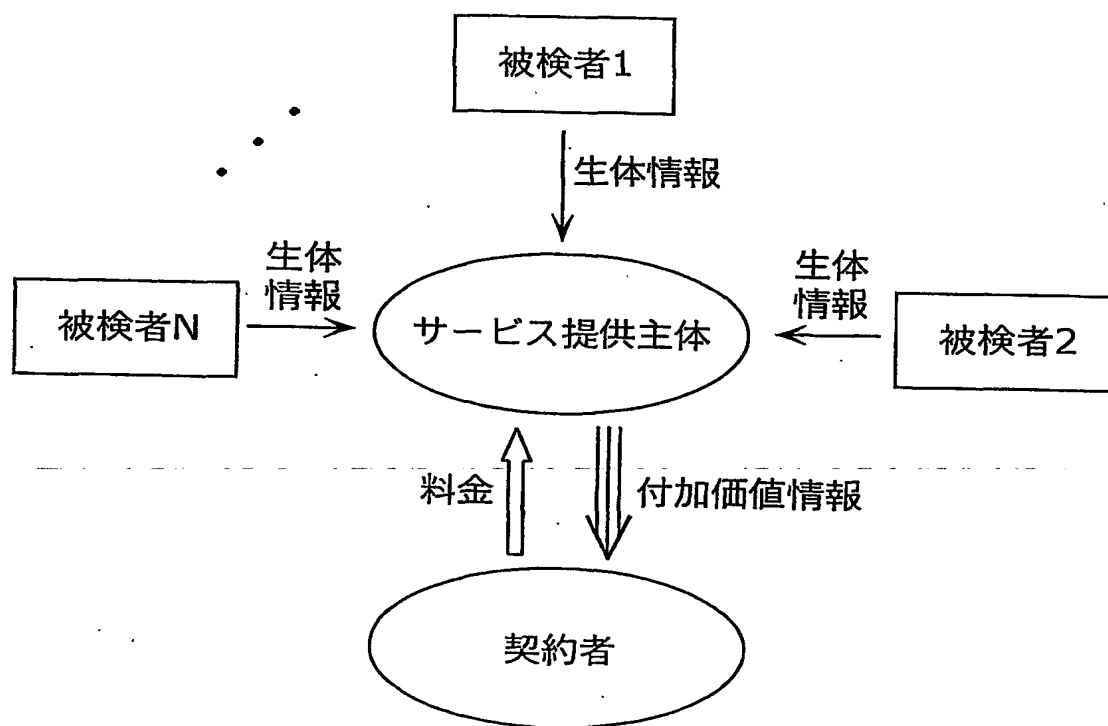 被検者1
生体情報
生体
情報
被検者N
サービス提供主体
生体
情報
被検者2
料金
付加価値情報
契約者